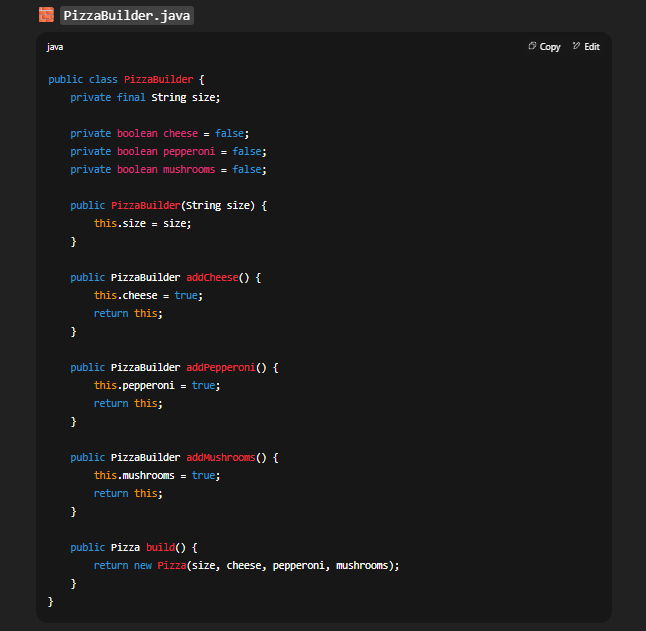 PizzaBuilder.java
java
Copy
Edit
public class PizzaBuilder {
    private final String size;

    private boolean cheese = false;
    private boolean pepperoni = false;
    private boolean mushrooms = false;

    public PizzaBuilder(String size) {
        this.size = size;
    }

    public PizzaBuilder addCheese() {
        this.cheese = true;
        return this;
    }

    public PizzaBuilder addPepperoni() {
        this.pepperoni = true;
        return this;
    }

    public PizzaBuilder addMushrooms() {
        this.mushrooms = true;
        return this;
    }

    public Pizza build() {
        return new Pizza(size, cheese, pepperoni, mushrooms);
    }
}